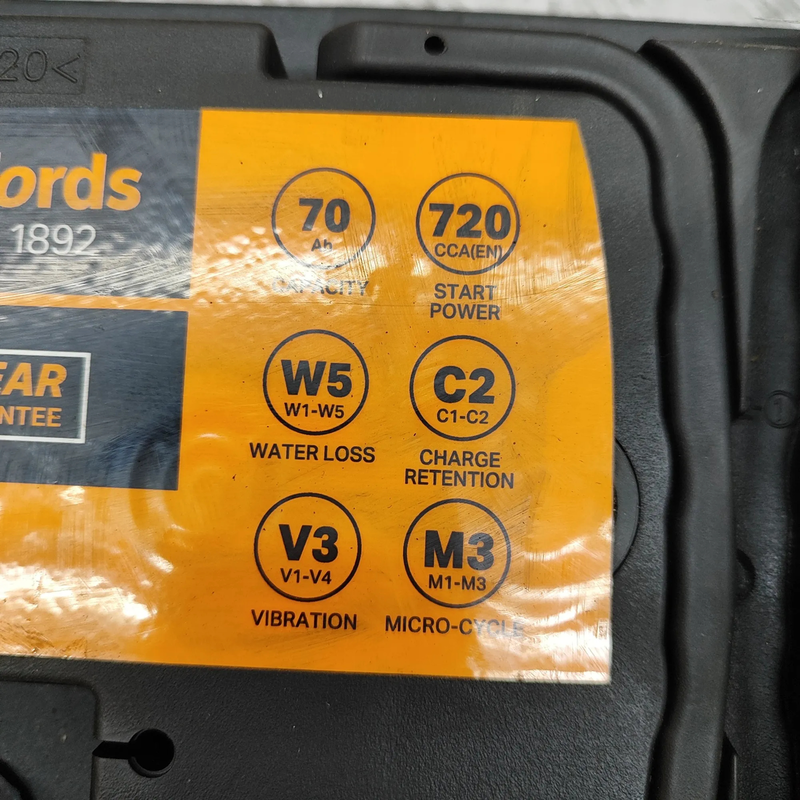 20<
ords
1892
EAR
NTEE
70
Ah
CAPACITY
720
CCA(EN)
START
POWER
W5
W1-W5
WATER LOSS
C2
C1-C2
CHARGE
RETENTION
V3
V1-V4
VIBRATION
M3
M1-M3
MICRO-CYCLE